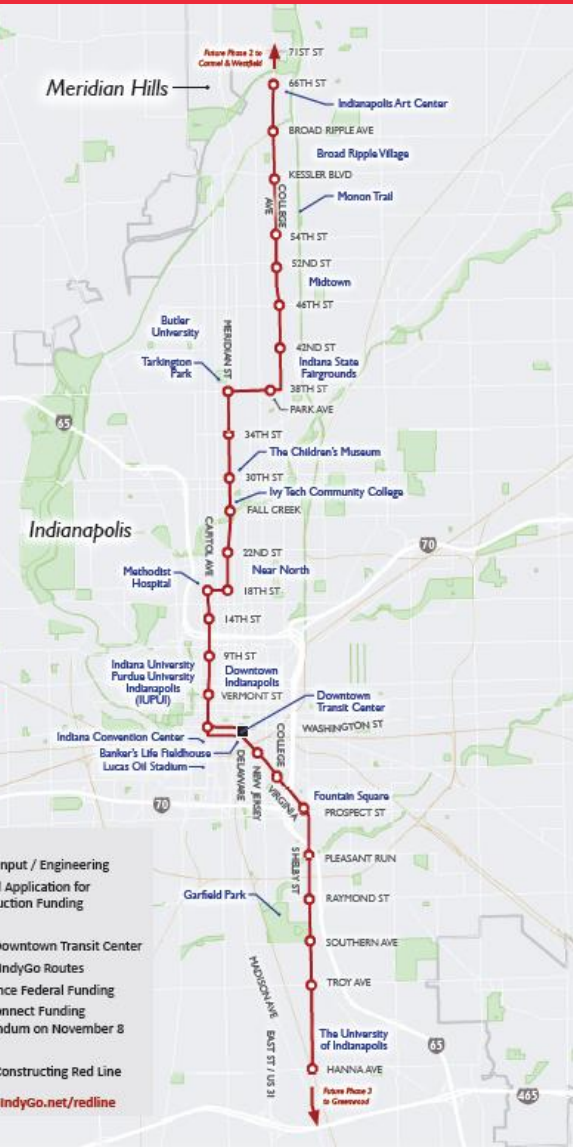 Future Phase 2 to
Carmel & Westfield
71ST ST
Meridian Hills
66TH ST
Indianapolis Art Center
BROAD RIPPLE AVE
Broad Ripple Village
KESSLER BLVD
COLLEGE
AVE
Monon Trail
54TH ST
52ND ST
Midtown
46TH ST
Butler
University
MERIDIAN ST
42ND ST
Indiana State
Fairgrounds
Tarkington
Park
38TH ST
PARK AVE
65
34TH ST
The Children's Museum
30TH ST
Ivy Tech Community College
FALL CREEK
Indianapolis
CAPITOL AVE
70
22ND ST
Near North
Methodist
Hospital
18TH ST
14TH ST
9TH ST
Indiana University
Purdue University
Indianapolis
(IUPUI)
Downtown
Indianapolis
VERMONT ST
Downtown
Transit Center
WASHINGTON ST
Indiana Convention Center
Banker's Life Fieldhouse
Lucas Oil Stadium
DELAWARE
NEW JERSEY
COLLEGE
VIRGINIA
70
Fountain Square
PROSPECT ST
SHELBY ST
PLEASANT RUN
Garfield Park
RAYMOND ST
SOUTHERN AVE
MADISON AVE
TROY AVE
EAST ST / US 31
The University
of Indianapolis
65
HANNA AVE
Future Phase 3
to Greenwood
465
nput / Engineering
Application for
uction Funding
Downtown Transit Center
IndyGo Routes
nce Federal Funding
onnect Funding
ndum on November 8
Constructing Red Line
IndyGo.net/redline